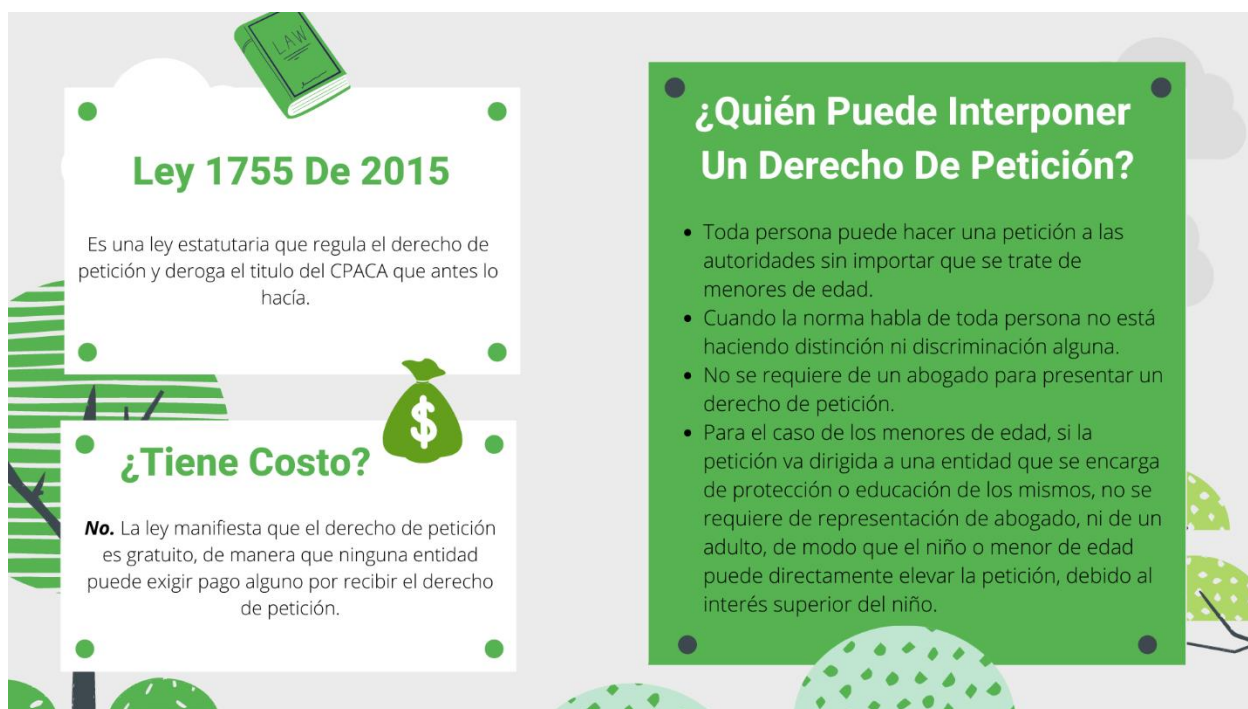 LAW
Ley 1755 De 2015
Es una ley estatutaria que regula el derecho de
petición y deroga el titulo del CPACA que antes lo
hacía.
$
¿Tiene Costo?
No. La ley manifiesta que el derecho de petición
es gratuito, de manera que ninguna entidad
puede exigir pago alguno por recibir el derecho
de petición.
¿Quién Puede Interponer
Un Derecho De Petición?
• Toda persona puede hacer una petición a las
autoridades sin importar que se trate de
menores de edad.
• Cuando la norma habla de toda persona no está
haciendo distinción ni discriminación alguna.
• No se requiere de un abogado para presentar un
derecho de petición.
• Para el caso de los menores de edad, si la
petición va dirigida a una entidad que se encarga
de protección o educación de los mismos, no se
requiere de representación de abogado, ni de un
adulto, de modo que el niño o menor de edad
puede directamente elevar la petición, debido al
interés superior del niño.